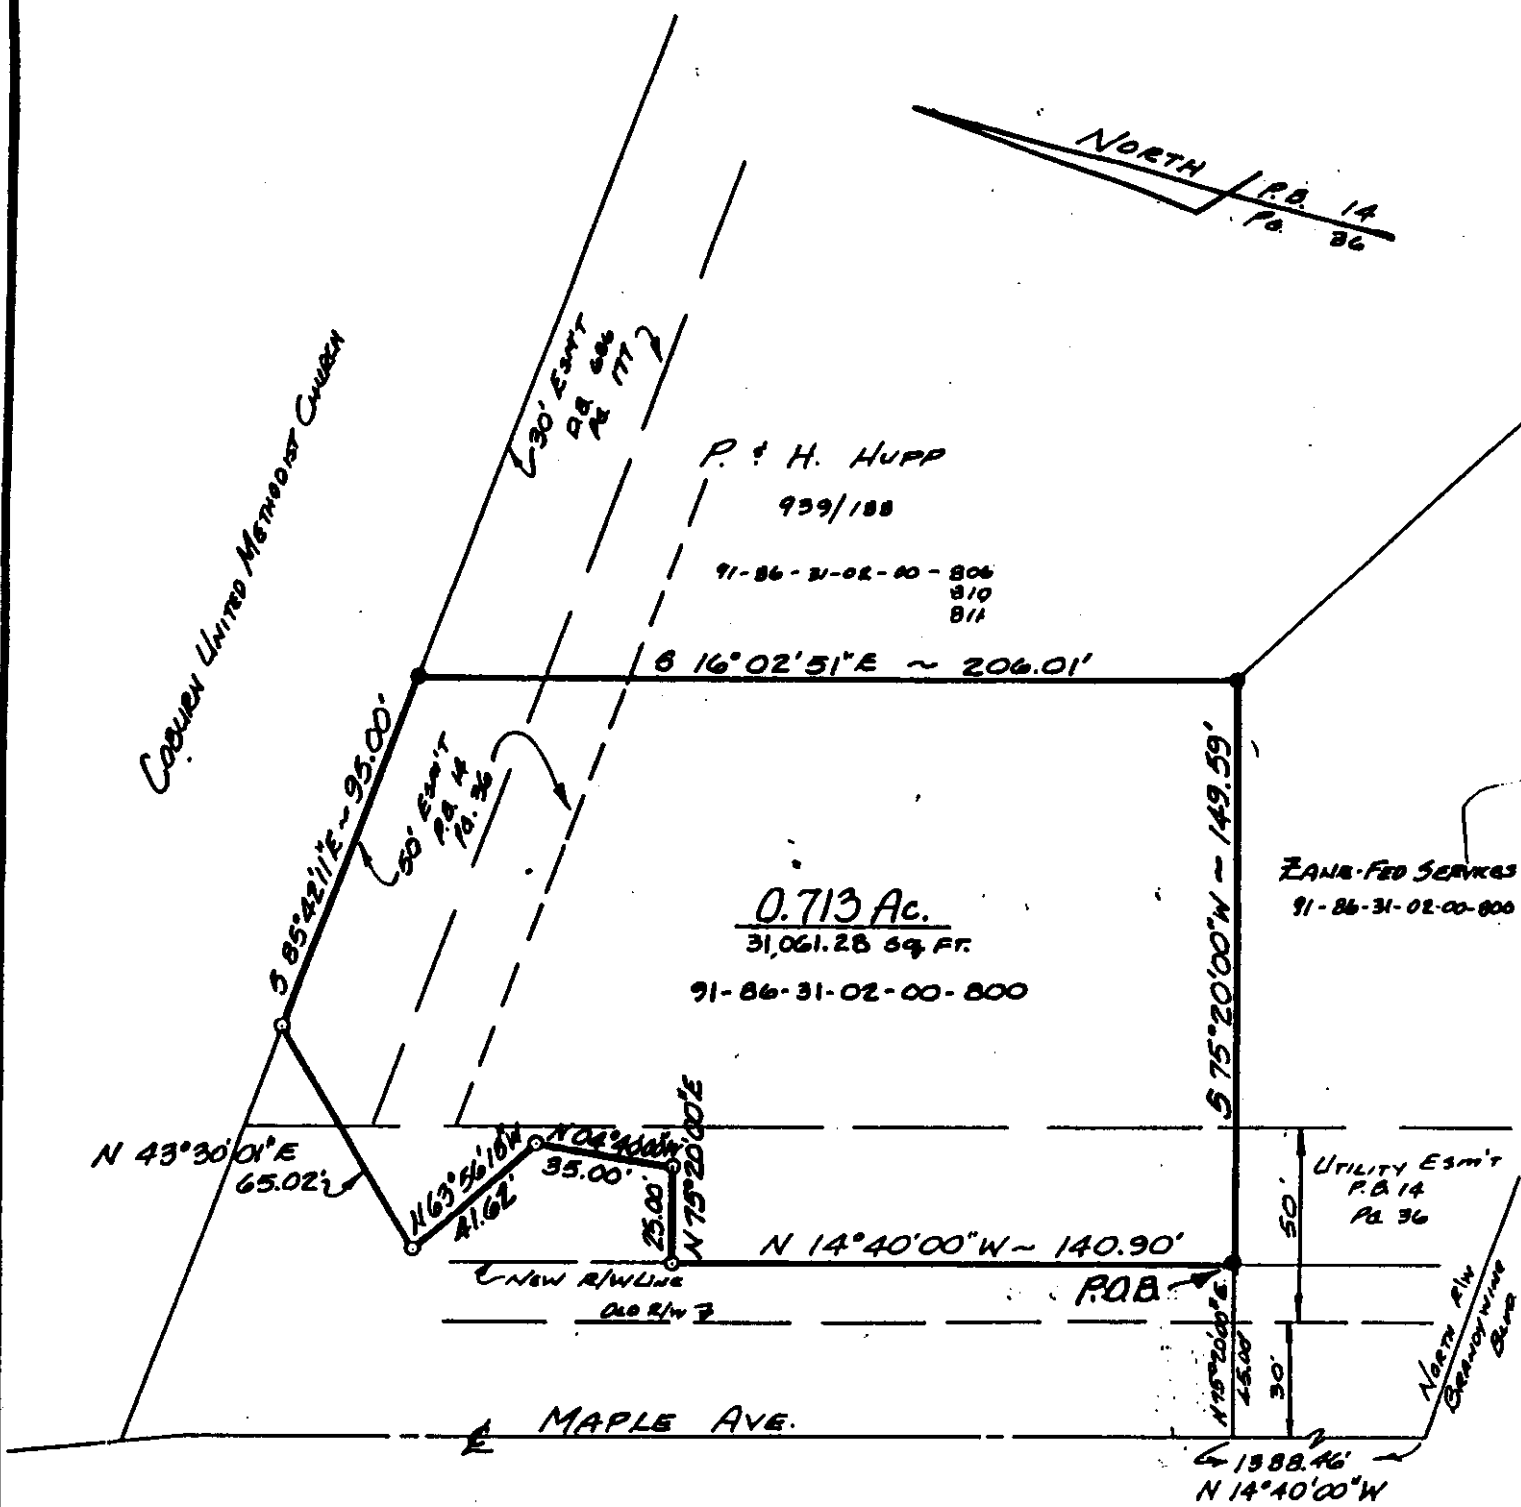 NORTH
P.B. 14
PG. 36
30' ESM'T
D.B. 686
PG 177
COBURN UNITED METHODIST CHURCH
P. & H. HUPP
939/188
91-86-31-02-00-806
810
811
S 16°02'51"E ~ 206.01'
S 85°42'11"E ~ 95.00'
50' ESM'T
P.B. 14
PG. 36
S 75°20'00"W ~ 149.59'
0.713 Ac.
31,061.28 SQ FT.
91-86-31-02-00-800
ZANE-FED SERVICES
91-86-31-02-00-800
N 43°30'01"E
65.02'
N 63°56'18"W
41.62'
N 04°40'00"W
35.00'
N 75°20'00"E
25.00'
N 14°40'00"W ~ 140.90'
P.O.B.
UTILITY ESM'T
P.B. 14
PG 36
50'
NEW R/W LINE
OLD R/W
N 75°20'00"E
45.00'
30'
NORTH R/W
BRANDYWINE
BLVD.
℄ MAPLE AVE.
1388.46'
N 14°40'00"W